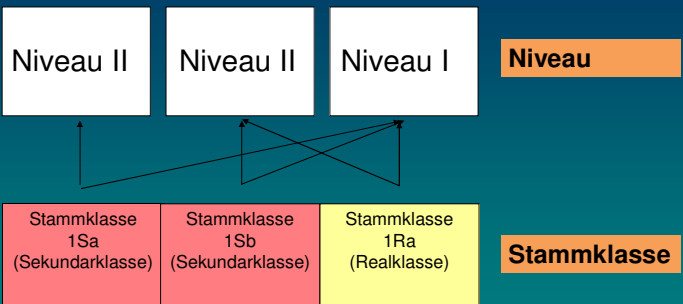 Niveau II
Niveau II
Niveau I
Niveau
Stammklasse
1Sa
(Sekundarklasse)
Stammklasse
1Sb
(Sekundarklasse)
Stammklasse
1Ra
(Realklasse)
Stammklasse